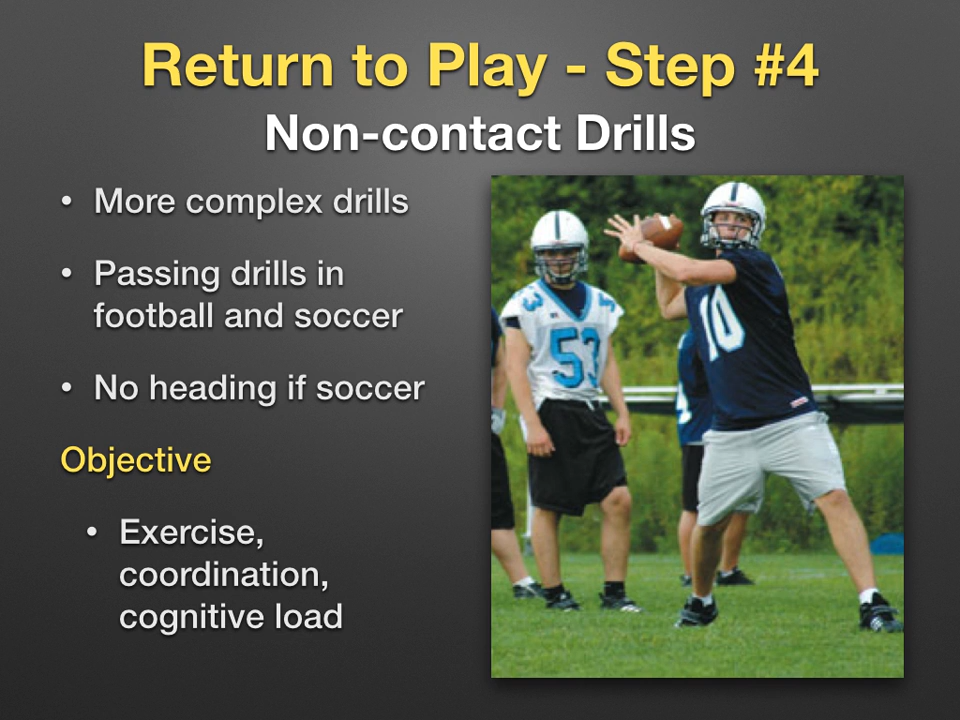 Return to Play - Step #4
Non-contact Drills
• More complex drills
• Passing drills in
football and soccer
• No heading if soccer
Objective
• Exercise,
coordination,
cognitive load
53
10